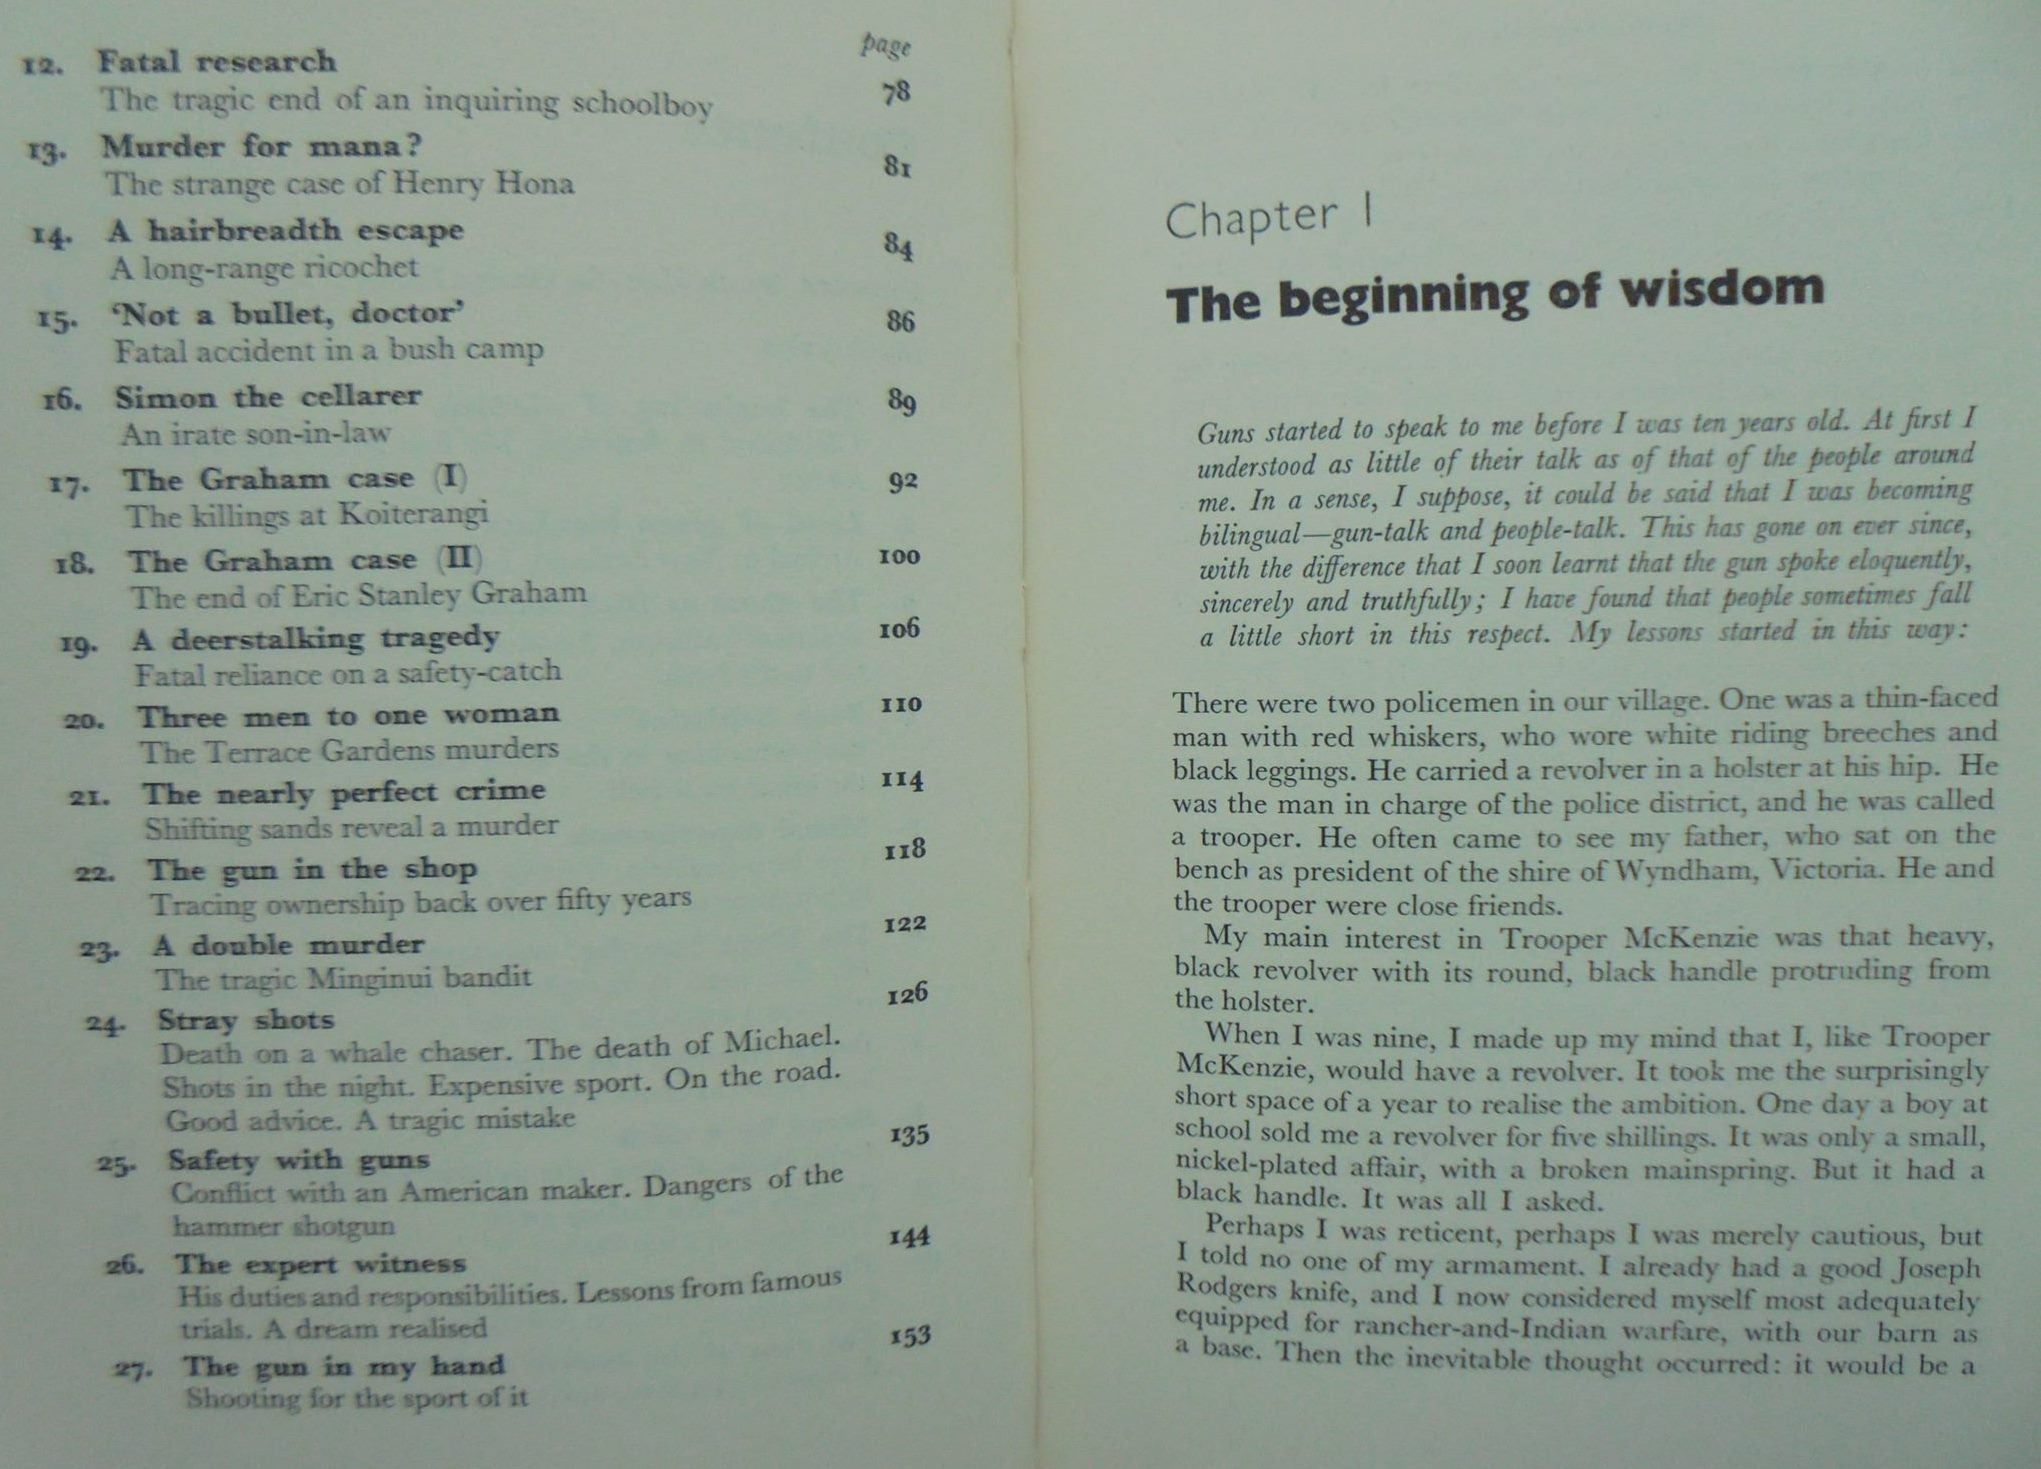 page
12. Fatal research 78
The tragic end of an inquiring schoolboy
13. Murder for mana? 81
The strange case of Henry Hona
14. A hairbreadth escape 84
A long-range ricochet
15. ‘Not a bullet, doctor’ 86
Fatal accident in a bush camp
16. Simon the cellarer 89
An irate son-in-law
17. The Graham case (I) 92
The killings at Koiterangi
18. The Graham case (II) 100
The end of Eric Stanley Graham
19. A deerstalking tragedy 106
Fatal reliance on a safety-catch
20. Three men to one woman 110
The Terrace Gardens murders
21. The nearly perfect crime 114
Shifting sands reveal a murder
22. The gun in the shop 118
Tracing ownership back over fifty years
23. A double murder 122
The tragic Minginui bandit
24. Stray shots 126
Death on a whale chaser. The death of Michael.
Shots in the night. Expensive sport. On the road.
Good advice. A tragic mistake
25. Safety with guns 135
Conflict with an American maker. Dangers of the
hammer shotgun
26. The expert witness 144
His duties and responsibilities. Lessons from famous
trials. A dream realised
27. The gun in my hand 153
Shooting for the sport of it
Chapter 1
The beginning of wisdom
Guns started to speak to me before I was ten years old. At first I
understood as little of their talk as of that of the people around
me. In a sense, I suppose, it could be said that I was becoming
bilingual—gun-talk and people-talk. This has gone on ever since,
with the difference that I soon learnt that the gun spoke eloquently,
sincerely and truthfully; I have found that people sometimes fall
a little short in this respect. My lessons started in this way:
There were two policemen in our village. One was a thin-faced
man with red whiskers, who wore white riding breeches and
black leggings. He carried a revolver in a holster at his hip. He
was the man in charge of the police district, and he was called
a trooper. He often came to see my father, who sat on the
bench as president of the shire of Wyndham, Victoria. He and
the trooper were close friends.
My main interest in Trooper McKenzie was that heavy,
black revolver with its round, black handle protruding from
the holster.
When I was nine, I made up my mind that I, like Trooper
McKenzie, would have a revolver. It took me the surprisingly
short space of a year to realise the ambition. One day a boy at
school sold me a revolver for five shillings. It was only a small,
nickel-plated affair, with a broken mainspring. But it had a
black handle. It was all I asked.
Perhaps I was reticent, perhaps I was merely cautious, but
I told no one of my armament. I already had a good Joseph
Rodgers knife, and I now considered myself most adequately
equipped for rancher-and-Indian warfare, with our barn as
a base. Then the inevitable thought occurred: it would be a